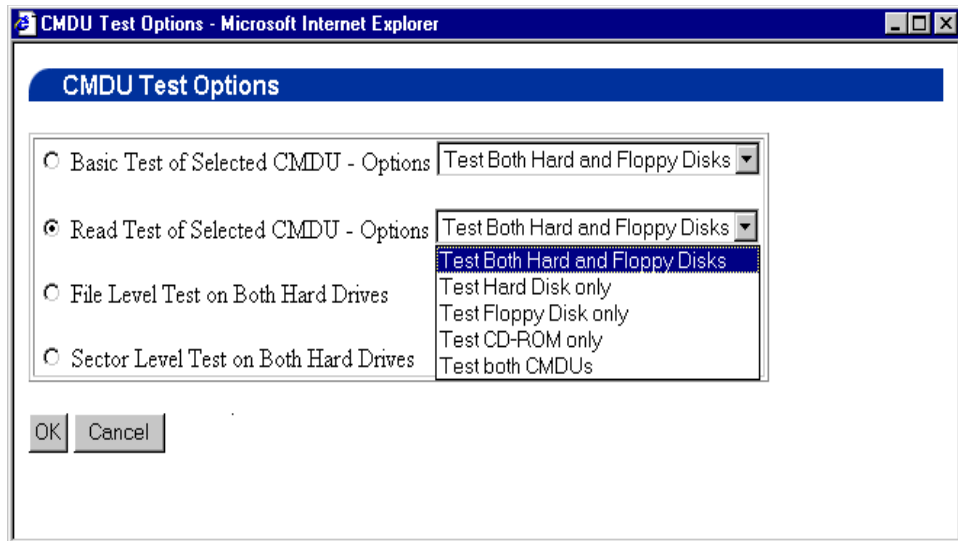 CMDU Test Options - Microsoft Internet Explorer
CMDU Test Options
Basic Test of Selected CMDU - Options Test Both Hard and Floppy Disks
Read Test of Selected CMDU - Options Test Both Hard and Floppy Disks
Test Both Hard and Floppy Disks
Test Hard Disk only
File Level Test on Both Hard Drives
Test Floppy Disk only
Test CD-ROM only
Sector Level Test on Both Hard Drives
Test both CMDUs
OK Cancel